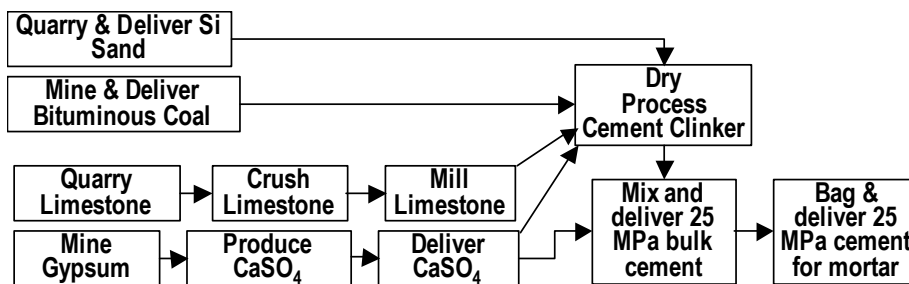 Quarry & Deliver Si
Sand
Mine & Deliver
Bituminous Coal
Dry
Process
Cement Clinker
Quarry
Limestone
Crush
Limestone
Mill
Limestone
Mix and
deliver 25
MPa bulk
cement
Bag &
deliver 25
MPa cement
for mortar
Mine
Gypsum
Produce
CaSO₄
Deliver
CaSO₄